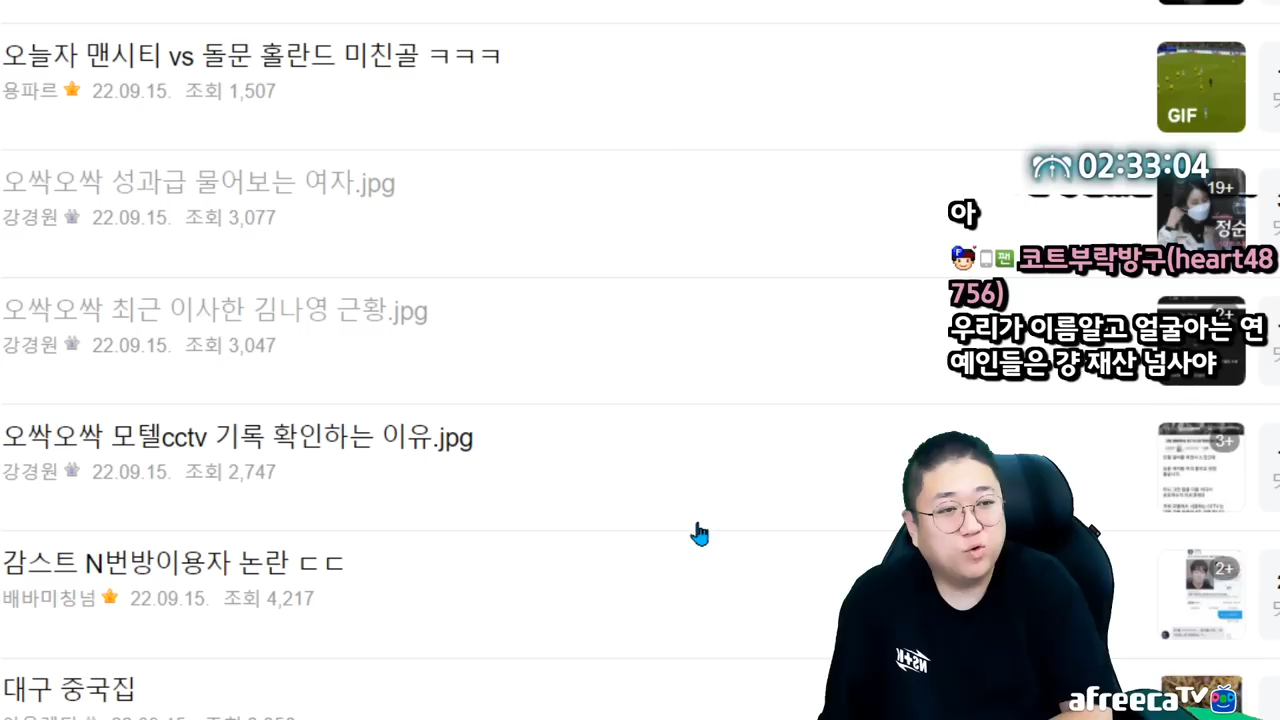 오늘자 맨시티 vs 돌문 홀란드 미친골 ㅋㅋㅋ
용파르 22.09.15. 조회 1,507
GIF
02:33:04
오싹오싹 성과급 물어보는 여자.jpg
강경원 22.09.15. 조회 3,077
19+
정순
아
코트부락방구(heart48
756)
우리가 이름알고 얼굴아는 연
예인들은 걍 재산 넘사야
오싹오싹 최근 이사한 김나영 근황.jpg
강경원 22.09.15. 조회 3,047
2+
오싹오싹 모텔cctv 기록 확인하는 이유.jpg
강경원 22.09.15. 조회 2,747
3+
감스트 N번방이용자 논란 ㄷㄷ
배바미칭넘 22.09.15. 조회 4,217
2+
대구 중국집
afreecaTV